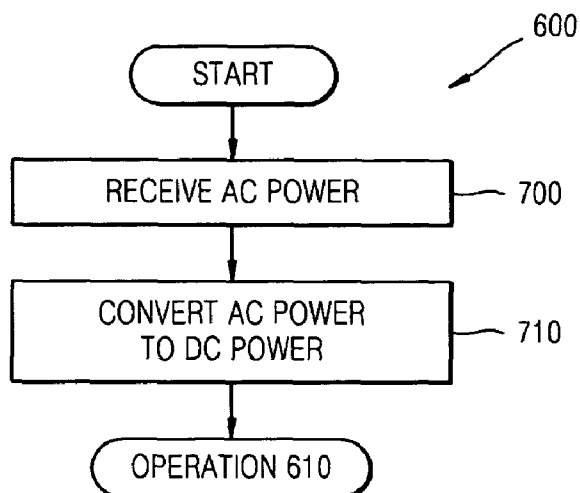 600
START
RECEIVE AC POWER
700
CONVERT AC POWER
TO DC POWER
710
OPERATION 610